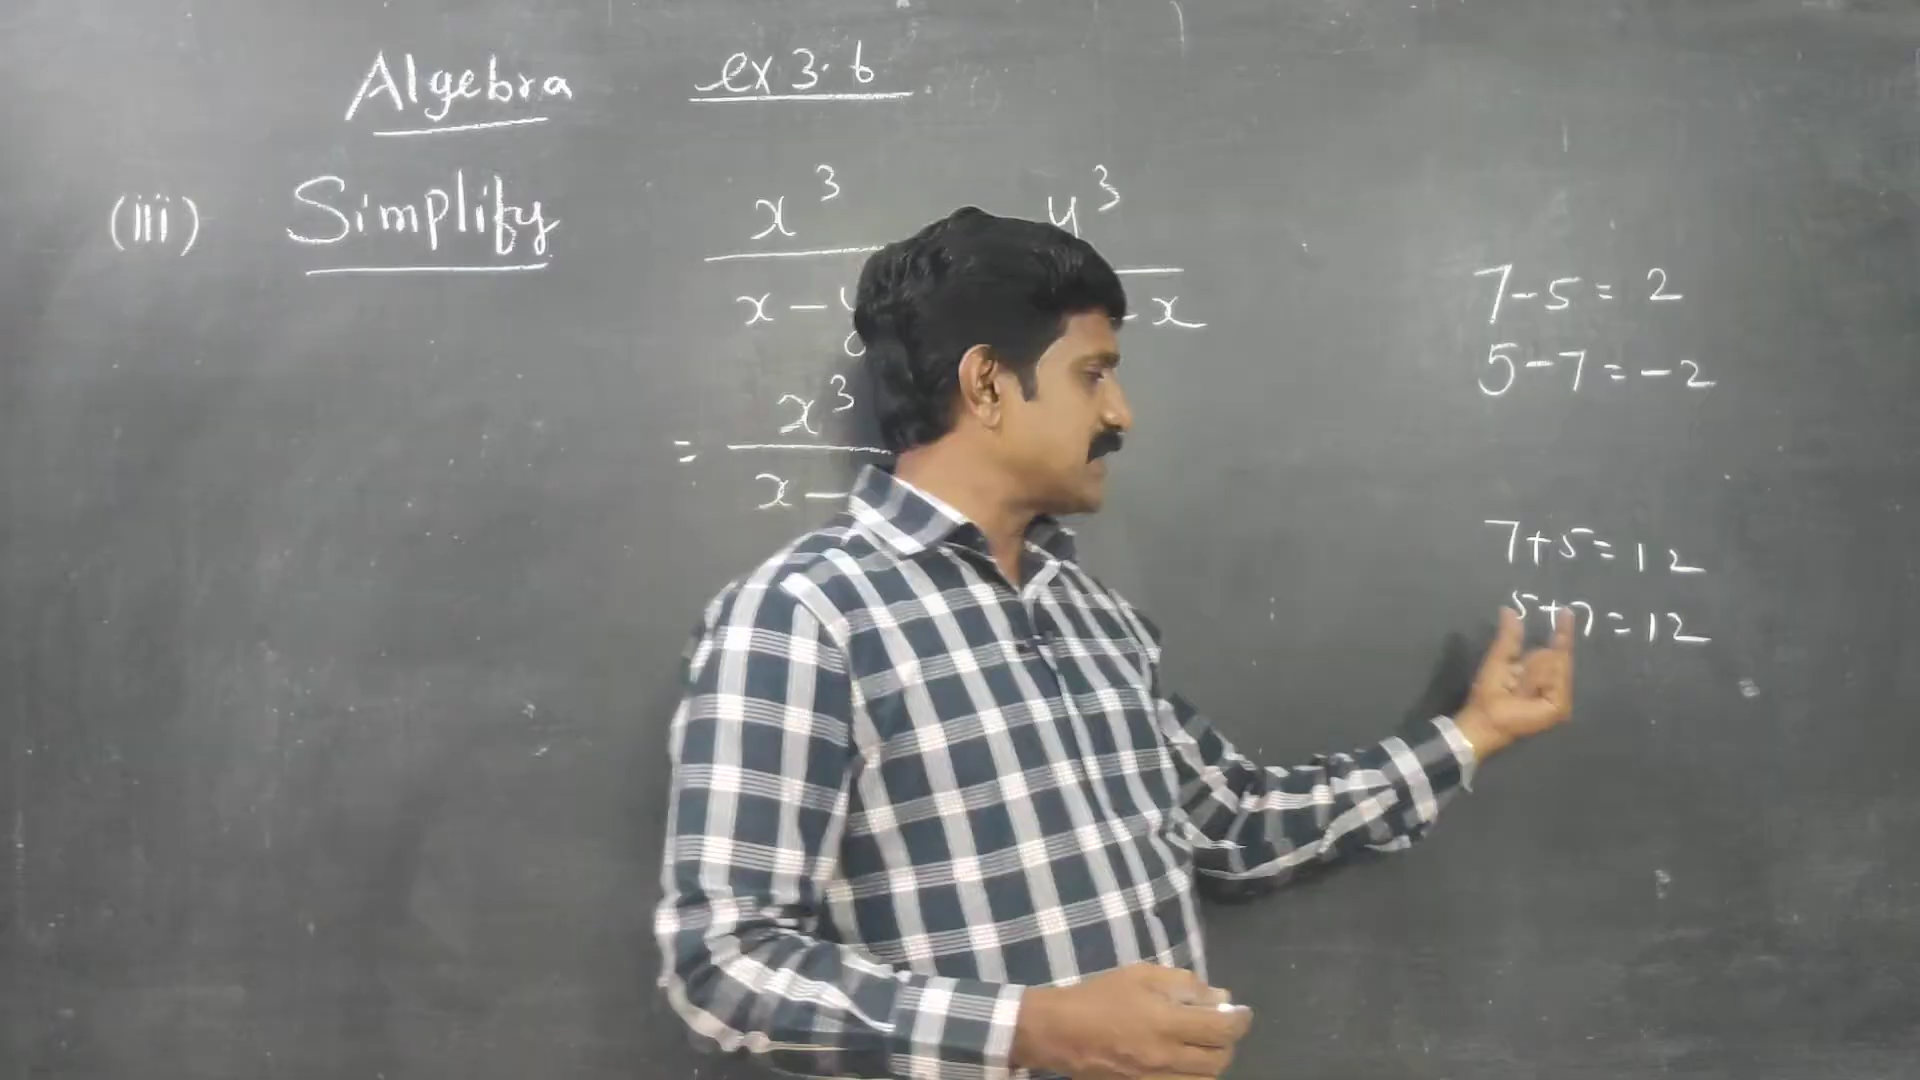 Algebra ex 3.6
(iii) Simplify x³ y³
x - y - x
= x³
x -
7-5 = 2
5-7 = -2
7+5 = 12
5+7 = 12